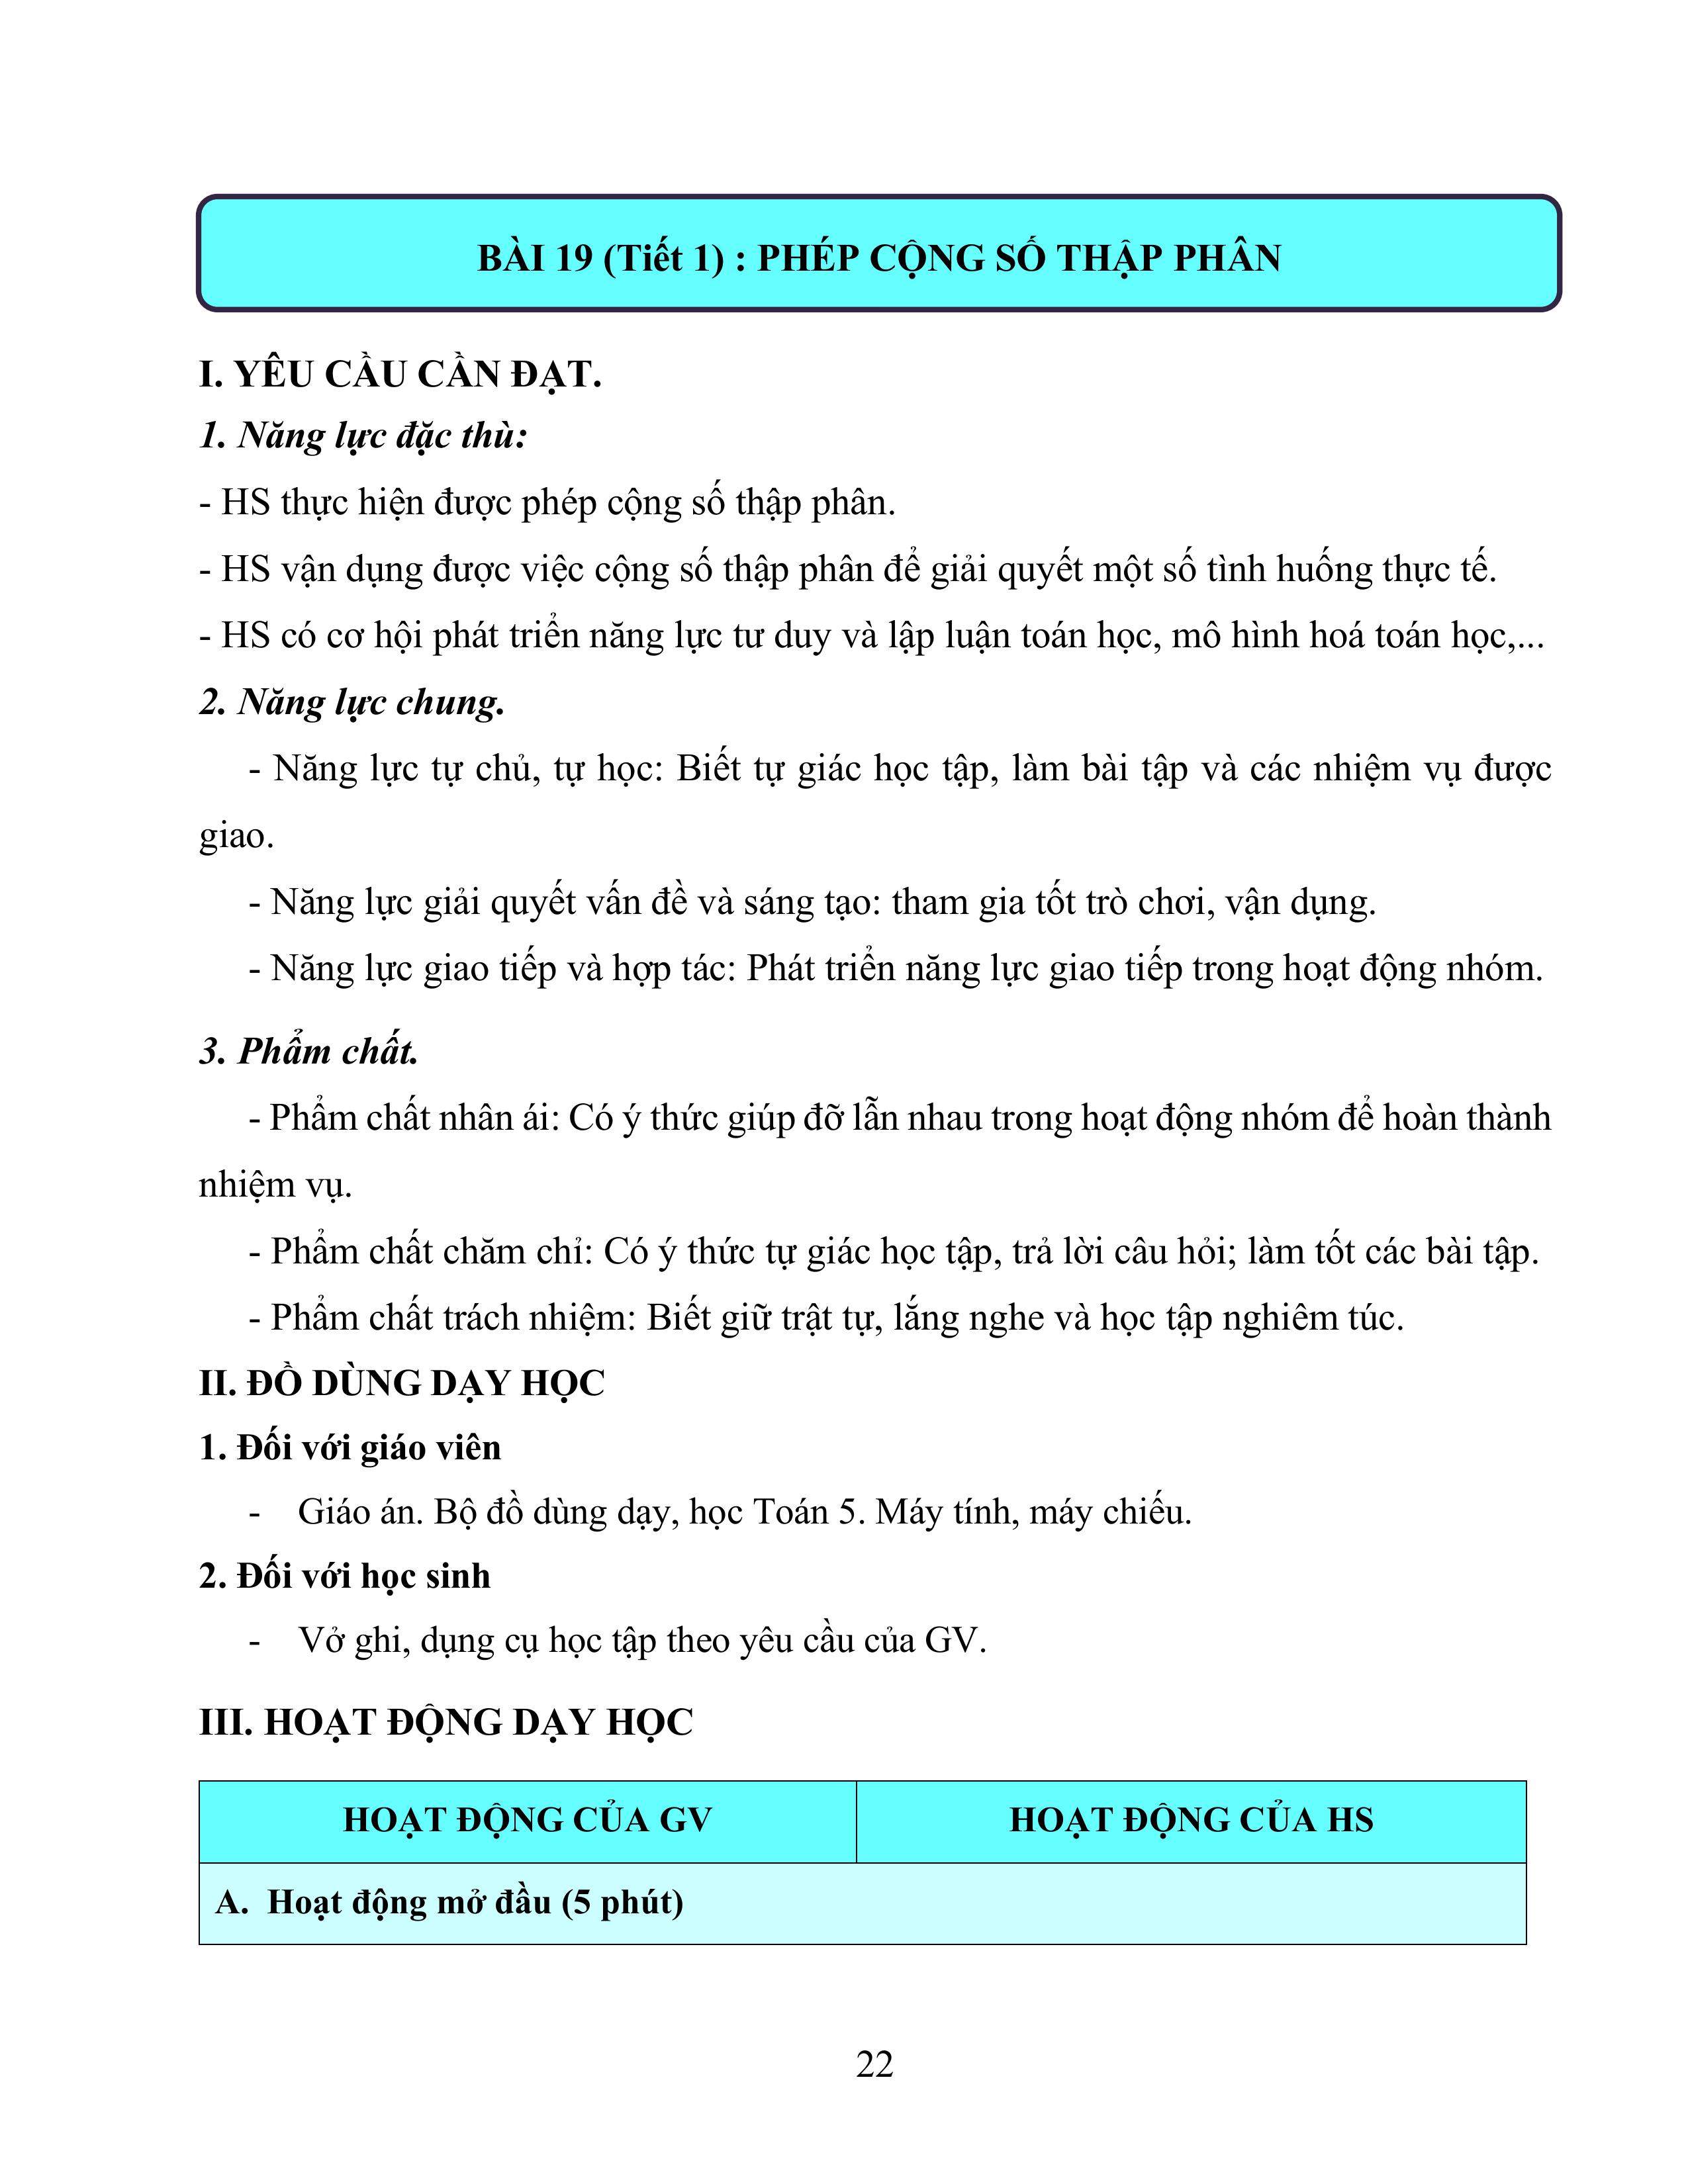 BÀI 19 (Tiết 1) : PHÉP CỘNG SỐ THẬP PHÂN
I. YÊU CẦU CẦN ĐẠT.
1. Năng lực đặc thù:
- HS thực hiện được phép cộng số thập phân.
- HS vận dụng được việc cộng số thập phân để giải quyết một số tình huống thực tế.
- HS có cơ hội phát triển năng lực tư duy và lập luận toán học, mô hình hoá toán học,...
2. Năng lực chung.
- Năng lực tự chủ, tự học: Biết tự giác học tập, làm bài tập và các nhiệm vụ được
giao.
- Năng lực giải quyết vấn đề và sáng tạo: tham gia tốt trò chơi, vận dụng.
- Năng lực giao tiếp và hợp tác: Phát triển năng lực giao tiếp trong hoạt động nhóm.
3. Phẩm chất.
- Phẩm chất nhân ái: Có ý thức giúp đỡ lẫn nhau trong hoạt động nhóm để hoàn thành
nhiệm vụ.
- Phẩm chất chăm chỉ: Có ý thức tự giác học tập, trả lời câu hỏi; làm tốt các bài tập.
- Phẩm chất trách nhiệm: Biết giữ trật tự, lắng nghe và học tập nghiêm túc.
II. ĐỒ DÙNG DẠY HỌC
1. Đối với giáo viên
- Giáo án. Bộ đồ dùng dạy, học Toán 5. Máy tính, máy chiếu.
2. Đối với học sinh
- Vở ghi, dụng cụ học tập theo yêu cầu của GV.
III. HOẠT ĐỘNG DẠY HỌC
HOẠT ĐỘNG CỦA GV
HOẠT ĐỘNG CỦA HS
A. Hoạt động mở đầu (5 phút)
22